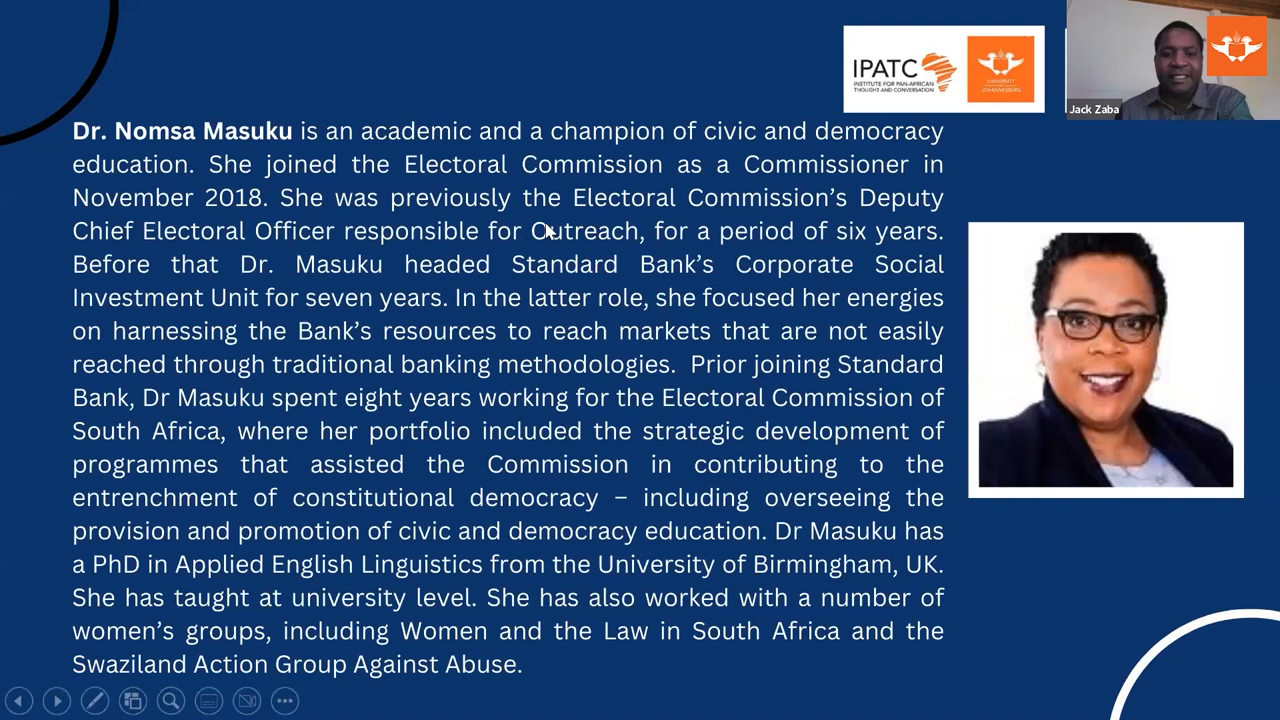 IPATC
INSTITUTE FOR PAN-AFRICAN
THOUGHT AND CONVERSATION
UNIVERSITY
OF
JOHANNESBURG
Jack Zaba
Dr. Nomsa Masuku is an academic and a champion of civic and democracy
education. She joined the Electoral Commission as a Commissioner in
November 2018. She was previously the Electoral Commission’s Deputy
Chief Electoral Officer responsible for Outreach, for a period of six years.
Before that Dr. Masuku headed Standard Bank’s Corporate Social
Investment Unit for seven years. In the latter role, she focused her energies
on harnessing the Bank’s resources to reach markets that are not easily
reached through traditional banking methodologies.  Prior joining Standard
Bank, Dr Masuku spent eight years working for the Electoral Commission of
South Africa, where her portfolio included the strategic development of
programmes that assisted the Commission in contributing to the
entrenchment of constitutional democracy – including overseeing the
provision and promotion of civic and democracy education. Dr Masuku has
a PhD in Applied English Linguistics from the University of Birmingham, UK.
She has taught at university level. She has also worked with a number of
women’s groups, including Women and the Law in South Africa and the
Swaziland Action Group Against Abuse.